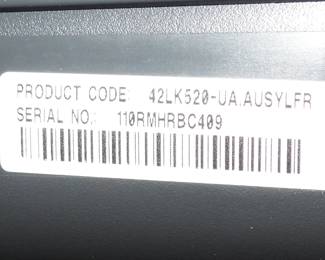 PRODUCT CODE: 42LK520-UA.AUSYLFR
SERIAL NO.: 110RMHRBC409